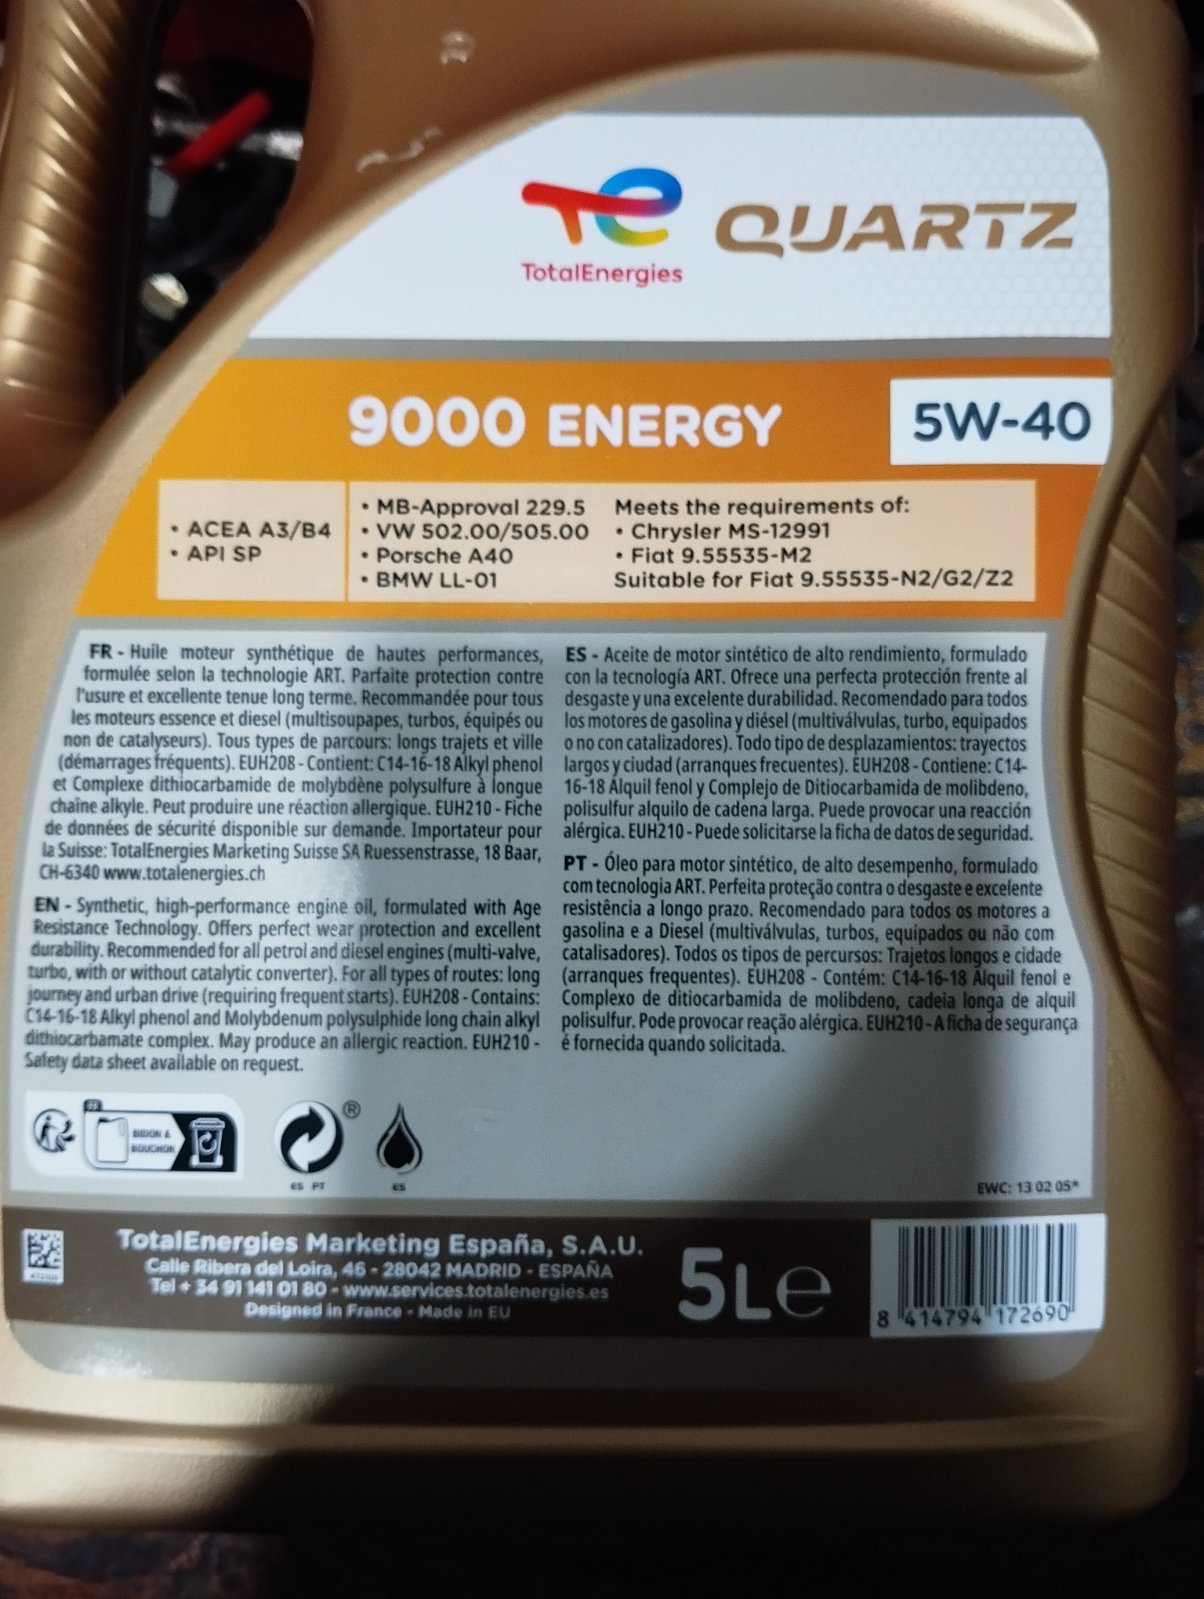 TotalEnergies
QUARTZ
9000 ENERGY
5W-40
• ACEA A3/B4
• API SP
• MB-Approval 229.5
• VW 502.00/505.00
• Porsche A40
• BMW LL-01
Meets the requirements of:
• Chrysler MS-12991
• Fiat 9.55535-M2
Suitable for Fiat 9.55535-N2/G2/Z2
FR - Huile moteur synthétique de hautes performances,
formulée selon la technologie ART. Parfaite protection contre
l'usure et excellente tenue long terme. Recommandée pour tous
les moteurs essence et diesel (multisoupapes, turbos, équipés ou
non de catalyseurs). Tous types de parcours: longs trajets et ville
(démarrages fréquents). EUH208 - Contient: C14-16-18 Alkyl phenol
et Complexe dithiocarbamide de molybdène polysulfure à longue
chaîne alkyle. Peut produire une réaction allergique. EUH210 - Fiche
de données de sécurité disponible sur demande. Importateur pour
la Suisse: TotalEnergies Marketing Suisse SA Ruessenstrasse, 18 Baar,
CH-6340 www.totalenergies.ch
EN - Synthetic, high-performance engine oil, formulated with Age
Resistance Technology. Offers perfect wear protection and excellent
durability. Recommended for all petrol and diesel engines (multi-valve,
turbo, with or without catalytic converter). For all types of routes: long
journey and urban drive (requiring frequent starts). EUH208 - Contains:
C14-16-18 Alkyl phenol and Molybdenum polysulphide long chain alkyl
dithiocarbamate complex. May produce an allergic reaction. EUH210 -
Safety data sheet available on request.
ES - Aceite de motor sintético de alto rendimiento, formulado
con la tecnología ART. Ofrece una perfecta protección frente al
desgaste y una excelente durabilidad. Recomendado para todos
los motores de gasolina y diésel (multiválvulas, turbo, equipados
o no con catalizadores). Todo tipo de desplazamientos: trayectos
largos y ciudad (arranques frecuentes). EUH208 - Contiene: C14-
16-18 Alquil fenol y Complejo de Ditiocarbamida de molibdeno,
polisulfur alquilo de cadena larga. Puede provocar una reacción
alérgica. EUH210 - Puede solicitarse la ficha de datos de seguridad.
PT - Óleo para motor sintético, de alto desempenho, formulado
com tecnologia ART. Perfeita proteção contra o desgaste e excelente
resistência a longo prazo. Recomendado para todos os motores a
gasolina e a Diesel (multiválvulas, turbos, equipados ou não com
catalisadores). Todos os tipos de percursos: Trajetos longos e cidade
(arranques frequentes). EUH208 - Contém: C14-16-18 Alquil fenol e
Complexo de ditiocarbamida de molibdeno, cadeia longa de alquil
polisulfur. Pode provocar reação alérgica. EUH210 - A ficha de segurança
é fornecida quando solicitada.
BIDON &
BOUCHON
®
ES PT
ES
EWC: 13 02 05*
TotalEnergies Marketing España, S.A.U.
Calle Ribera del Loira, 46 - 28042 MADRID - ESPAÑA
Tel + 34 91 141 01 80 - www.services.totalenergies.es
Designed in France - Made in EU
5Le
8 414794 172690